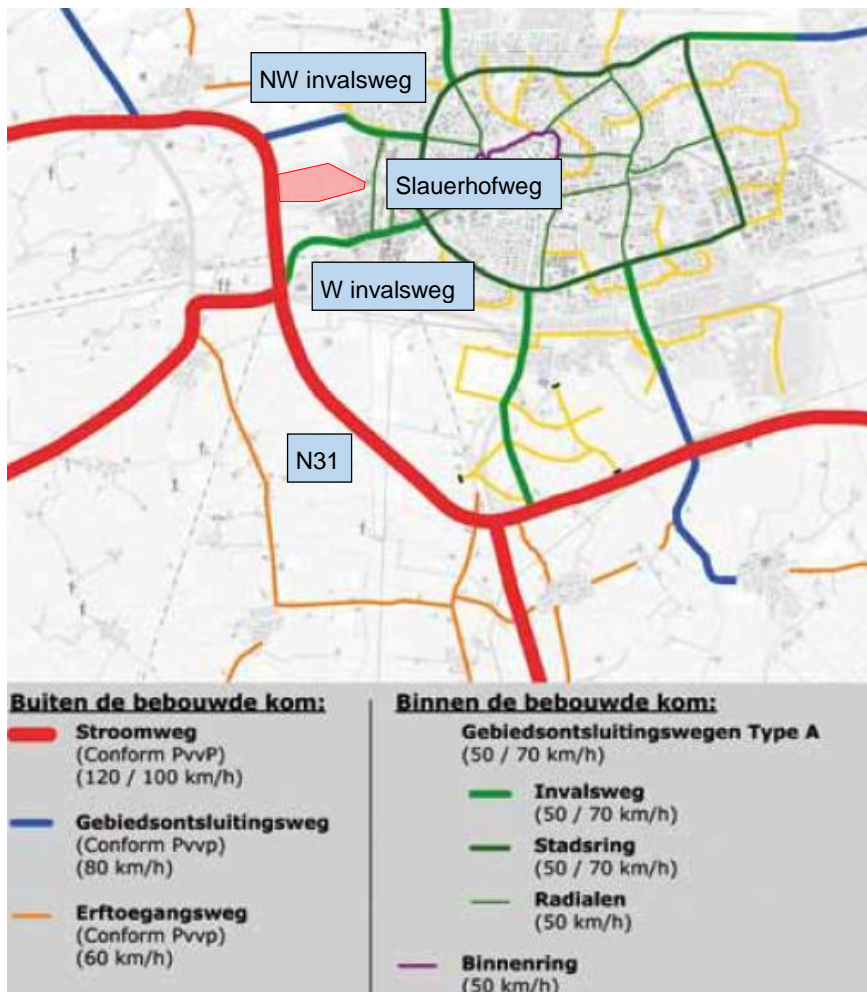 NW invalsweg
Slauerhofweg
W invalsweg
N31
Buiten de bebouwde kom:
Stroomweg
(Conform PvvP)
(120 / 100 km/h)
Gebiedsontsluitingsweg
(Conform Pvvp)
(80 km/h)
Erftoegangsweg
(Conform Pvvp)
(60 km/h)
Binnen de bebouwde kom:
Gebiedsontsluitingswegen Type A
(50 / 70 km/h)
Invalsweg
(50 / 70 km/h)
Stadsring
(50 / 70 km/h)
Radialen
(50 km/h)
Binnenring
(50 km/h)